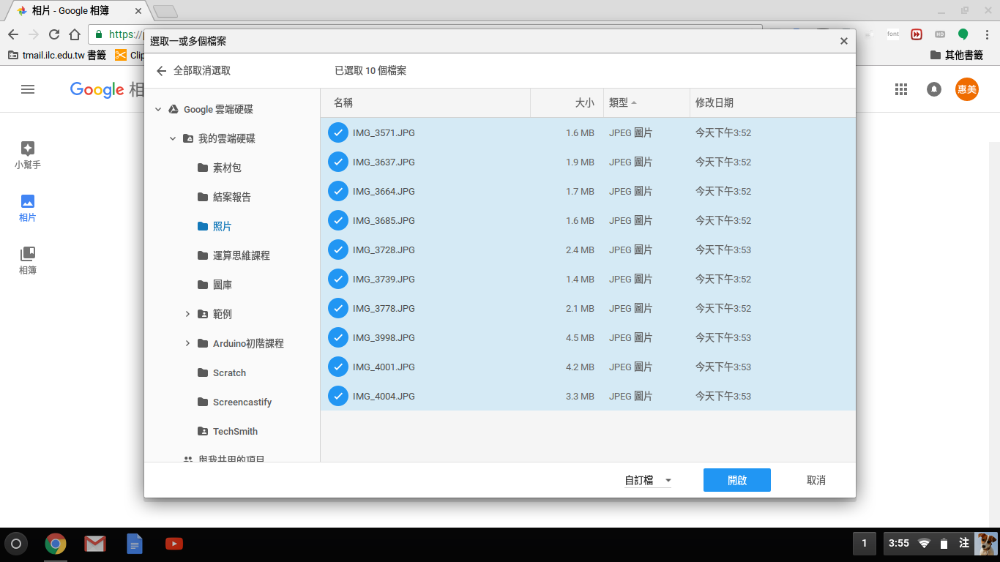 相片 - Google 相簿
https://
font
HD
tmail.ilc.edu.tw 書籤
Clip
其他書籤
Google 相
惠美
小幫手
相片
相簿
選取一或多個檔案
全部取消選取
已選取 10 個檔案
Google 雲端硬碟
我的雲端硬碟
素材包
結案報告
照片
運算思維課程
圖庫
範例
Arduino初階課程
Scratch
Screencastify
TechSmith
與我共用的項目
名稱 大小 類型 修改日期
IMG_3571.JPG 1.6 MB JPEG 圖片 今天下午3:52
IMG_3637.JPG 1.9 MB JPEG 圖片 今天下午3:52
IMG_3664.JPG 1.7 MB JPEG 圖片 今天下午3:52
IMG_3685.JPG 1.6 MB JPEG 圖片 今天下午3:52
IMG_3728.JPG 2.4 MB JPEG 圖片 今天下午3:53
IMG_3739.JPG 1.4 MB JPEG 圖片 今天下午3:52
IMG_3778.JPG 2.1 MB JPEG 圖片 今天下午3:52
IMG_3998.JPG 4.5 MB JPEG 圖片 今天下午3:53
IMG_4001.JPG 4.2 MB JPEG 圖片 今天下午3:53
IMG_4004.JPG 3.3 MB JPEG 圖片 今天下午3:53
自訂檔 開啟 取消
1 3:55 注